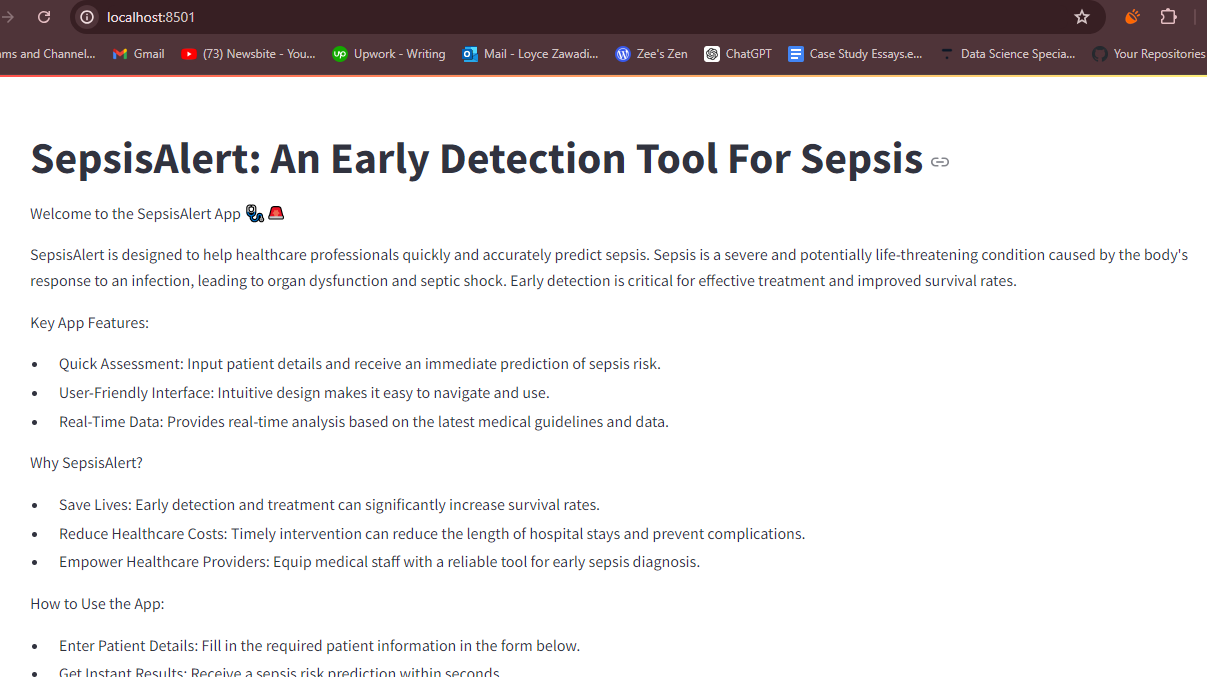 localhost:8501
ms and Channel... Gmail (73) Newsbite - You... Upwork - Writing Mail - Loyce Zawadi... Zee's Zen ChatGPT Case Study Essays.e... Data Science Specia... Your Repositories
SepsisAlert: An Early Detection Tool For Sepsis
Welcome to the SepsisAlert App
SepsisAlert is designed to help healthcare professionals quickly and accurately predict sepsis. Sepsis is a severe and potentially life-threatening condition caused by the body's
response to an infection, leading to organ dysfunction and septic shock. Early detection is critical for effective treatment and improved survival rates.
Key App Features:
• Quick Assessment: Input patient details and receive an immediate prediction of sepsis risk.
• User-Friendly Interface: Intuitive design makes it easy to navigate and use.
• Real-Time Data: Provides real-time analysis based on the latest medical guidelines and data.
Why SepsisAlert?
• Save Lives: Early detection and treatment can significantly increase survival rates.
• Reduce Healthcare Costs: Timely intervention can reduce the length of hospital stays and prevent complications.
• Empower Healthcare Providers: Equip medical staff with a reliable tool for early sepsis diagnosis.
How to Use the App:
• Enter Patient Details: Fill in the required patient information in the form below.
• Get Instant Results: Receive a sepsis risk prediction within seconds